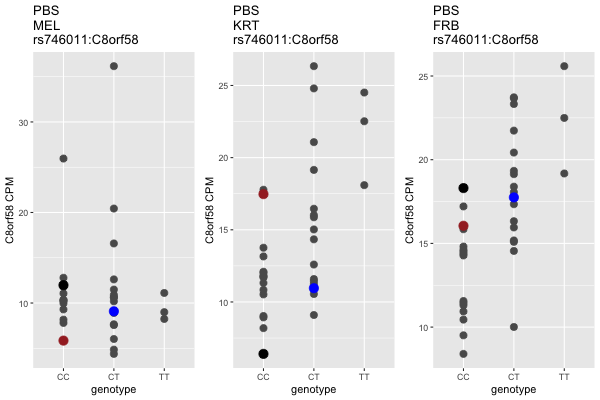 PBS
MEL
rs746011:C8orf58
C8orf58 CPM
30
20
10
CC
CT
TT
genotype
PBS
KRT
rs746011:C8orf58
C8orf58 CPM
25
20
15
10
CC
CT
TT
genotype
PBS
FRB
rs746011:C8orf58
C8orf58 CPM
25
20
15
10
CC
CT
TT
genotype